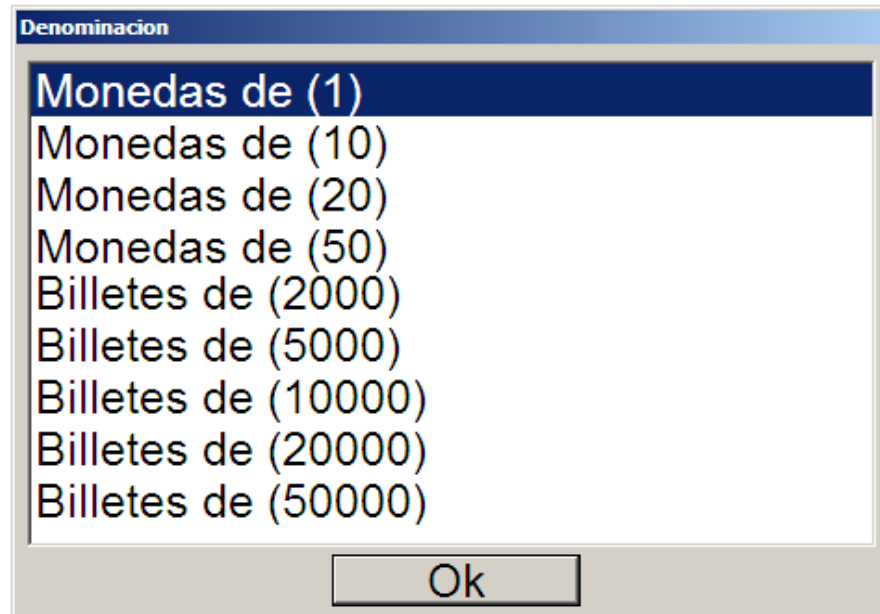 Denominacion
Monedas de (1)
Monedas de (10)
Monedas de (20)
Monedas de (50)
Billetes de (2000)
Billetes de (5000)
Billetes de (10000)
Billetes de (20000)
Billetes de (50000)
Ok